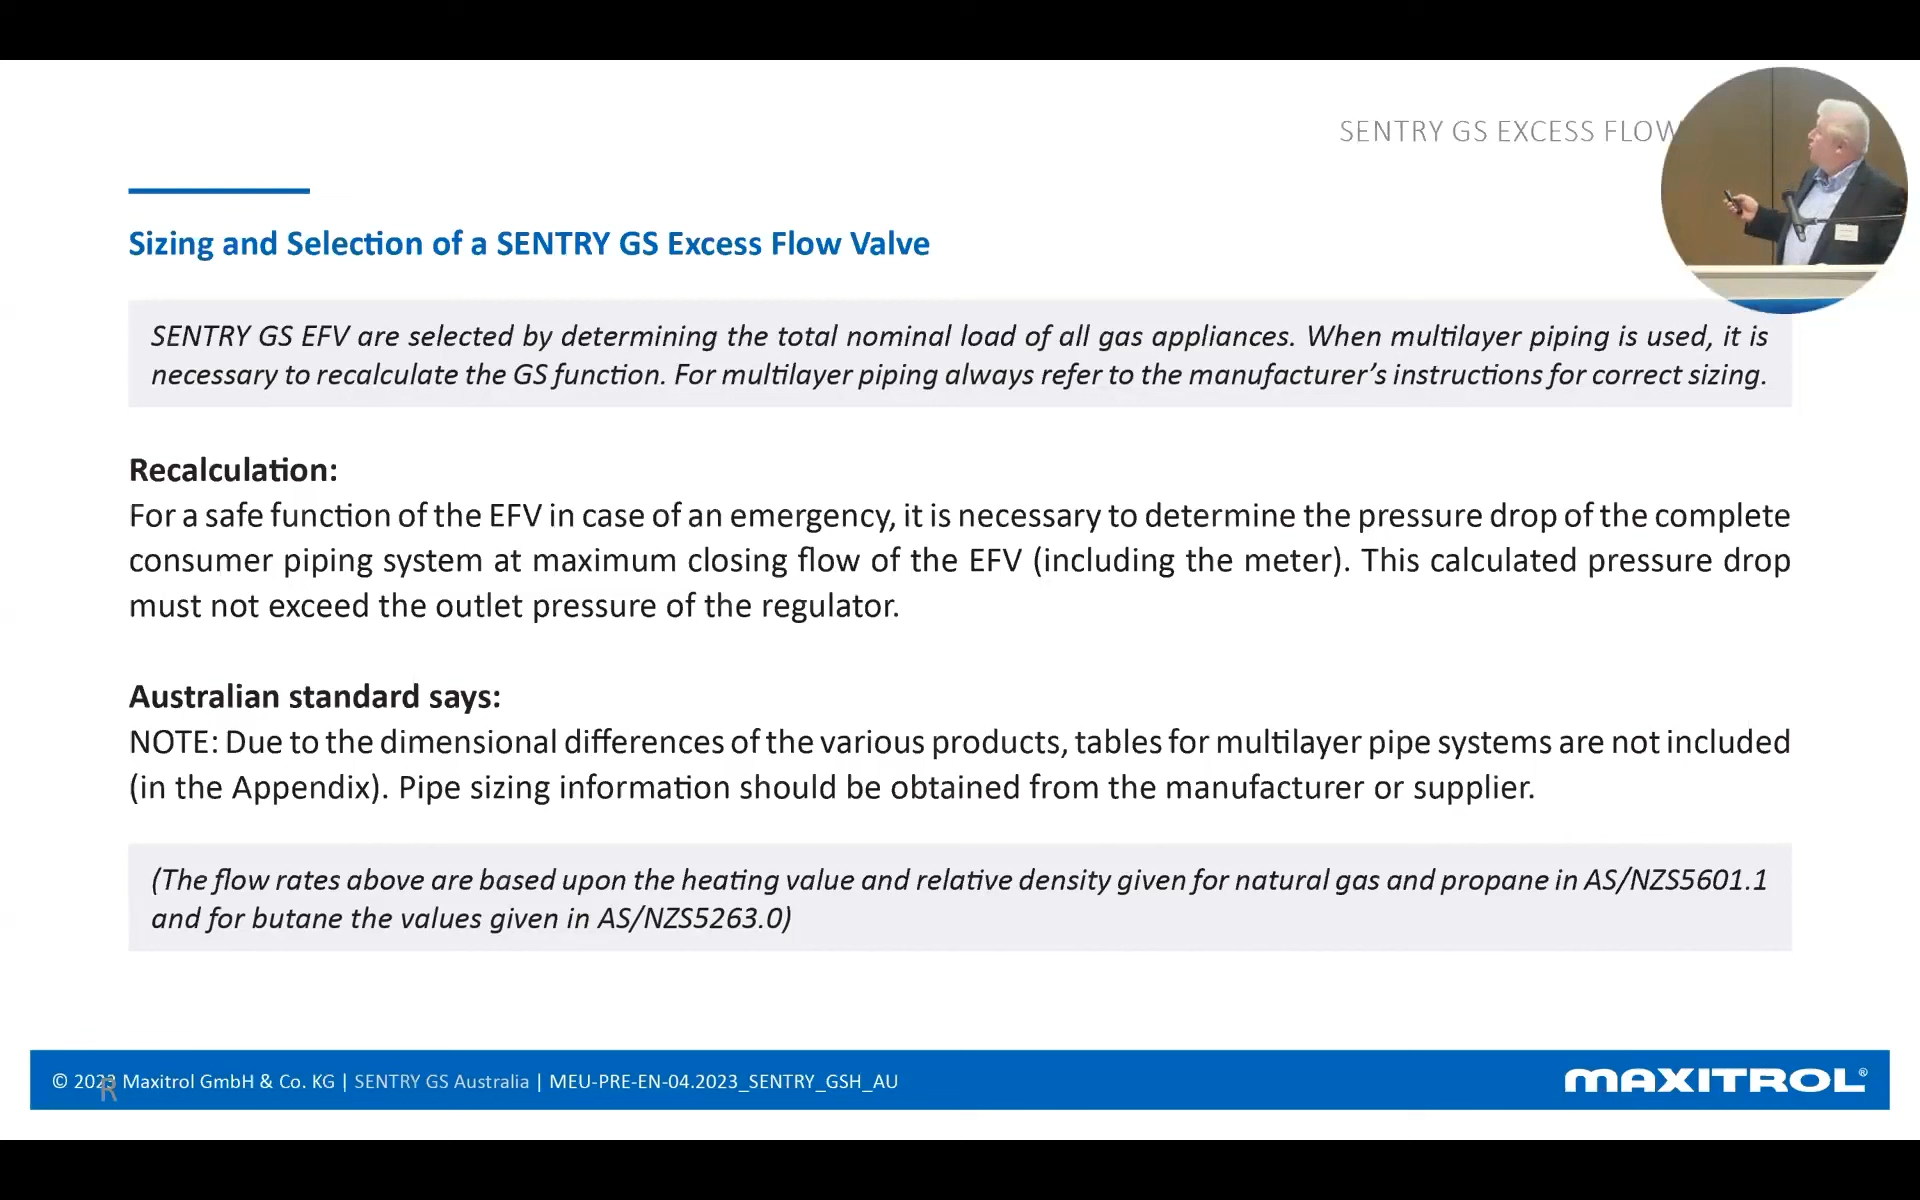 SENTRY GS EXCESS FLOW
Sizing and Selection of a SENTRY GS Excess Flow Valve
SENTRY GS EFV are selected by determining the total nominal load of all gas appliances. When multilayer piping is used, it is
necessary to recalculate the GS function. For multilayer piping always refer to the manufacturer’s instructions for correct sizing.
Recalculation:
For a safe function of the EFV in case of an emergency, it is necessary to determine the pressure drop of the complete
consumer piping system at maximum closing flow of the EFV (including the meter). This calculated pressure drop
must not exceed the outlet pressure of the regulator.
Australian standard says:
NOTE: Due to the dimensional differences of the various products, tables for multilayer pipe systems are not included
(in the Appendix). Pipe sizing information should be obtained from the manufacturer or supplier.
(The flow rates above are based upon the heating value and relative density given for natural gas and propane in AS/NZS5601.1
and for butane the values given in AS/NZS5263.0)
© 2023 Maxitrol GmbH & Co. KG | SENTRY GS Australia | MEU-PRE-EN-04.2023_SENTRY_GSH_AU
R
MAXITROL®